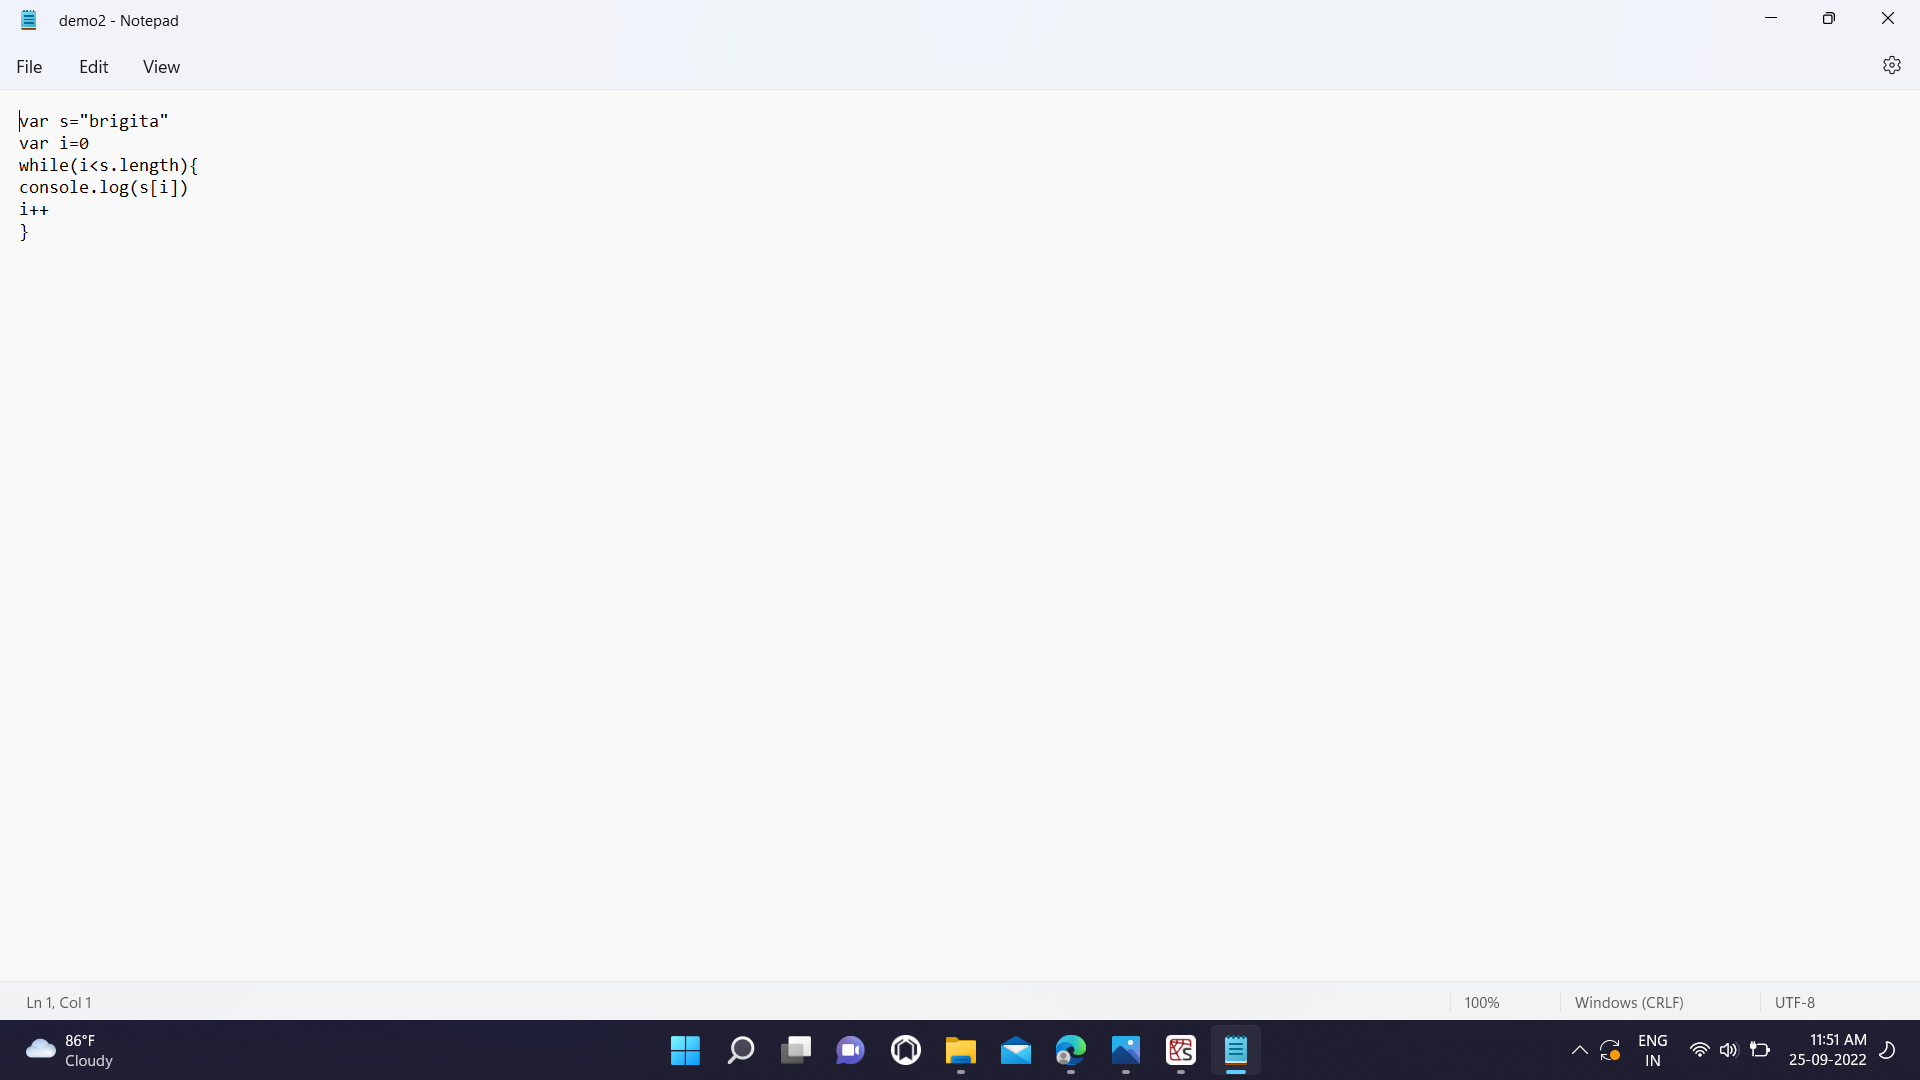 demo2 - Notepad
File Edit View
var s="brigita"
var i=0
while(i<s.length){
console.log(s[i])
i++
}
Ln 1, Col 1 100% Windows (CRLF) UTF-8
86°F
Cloudy
ENG
IN
11:51 AM
25-09-2022